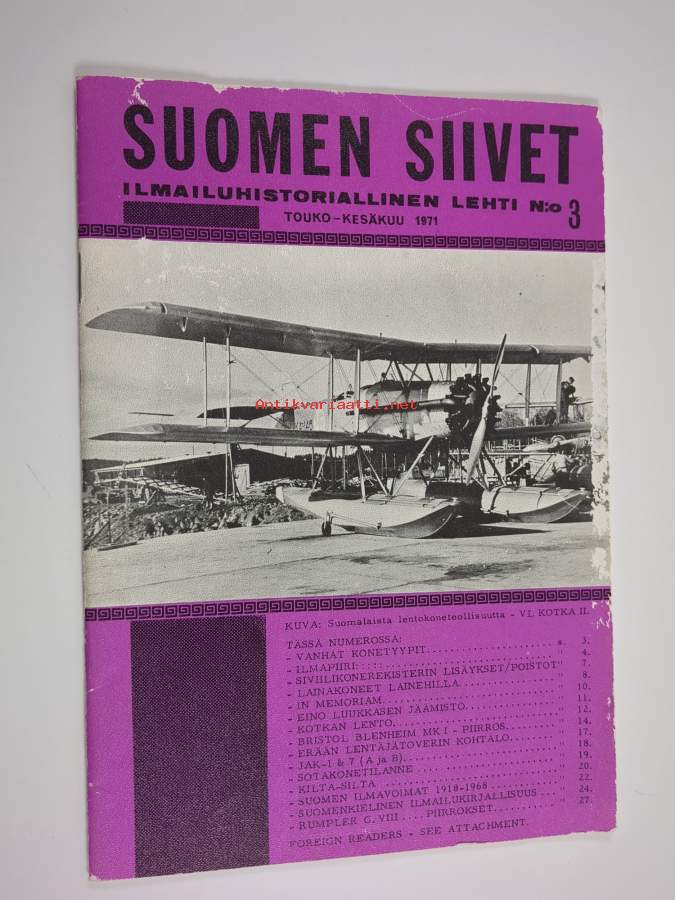 SUOMEN SIIVET
ILMAILUHISTORIALLINEN LEHTI N:o 3
TOUKO-KESÄKUU 1971
Antikvariaatti.net
KUVA: Suomalaista lentokoneteollisuutta - VL KOTKA II.
TÄSSÄ NUMEROSSA:
- VANHAT KONETYYPIT..................... s. 3.
- ILMAPIIRI::::: ..................... " 4.
- SIVIILIKONEREKISTERIN LISÄYKSET/POISTOT" 7.
- LAINAKONEET LAINEHILLA................ " 8.
- IN MEMORIAM..................... " 10.
- EINO LUUKKASEN JÄÄMISTÖ............... " 11.
- KOTKAN LENTO..................... " 12.
- BRISTOL BLENHEIM MK I - PIIRROS........ " 14.
- ERÄÄN LENTÄJÄTOVERIN KOHTALO........ " 17.
- JAK-1 & 7 (A ja B)..................... " 18.
- SOTAKONETILANNE ..................... " 19.
- KILTA-SILTA ..................... " 20.
- SUOMEN ILMAVOIMAT 1918-1968 ........... " 22.
- SUOMENKIELINEN ILMAILUKIRJALLISUUS .... " 24.
- RUMPLER C. VIII .... PIIRROKSET......... " 27.
FOREIGN READERS - SEE ATTACHMENT.